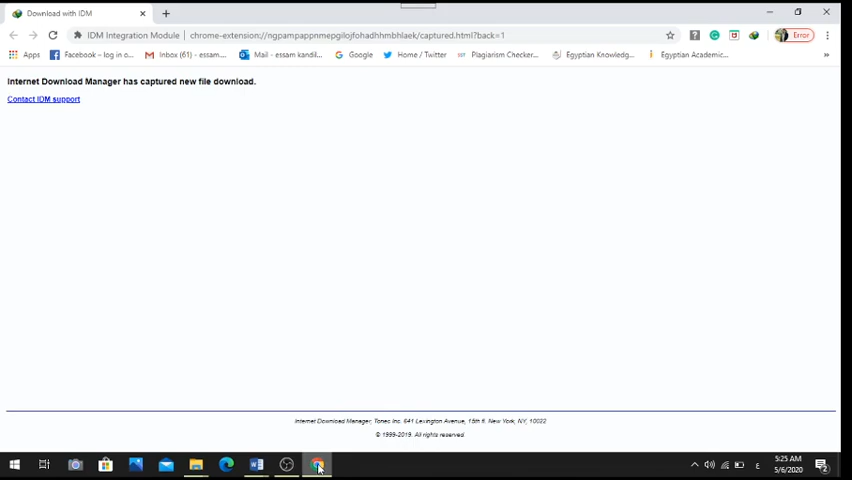 Download with IDM
IDM Integration Module | chrome-extension://ngpampappnmepgilojfohadhhmbhlaek/captured.html?back=1 Error
Apps Facebook – log in o... Inbox (61) - essam.... Mail - essam kandil... Google Home / Twitter Plagiarism Checker... Egyptian Knowledg... Egyptian Academic... »
Internet Download Manager has captured new file download.
Contact IDM support
Internet Download Manager, Tonec Inc. 641 Lexington Avenue, 15th fl. New York, NY, 10022
© 1999-2019. All rights reserved.
ع 5:25 AM
5/6/2020 2